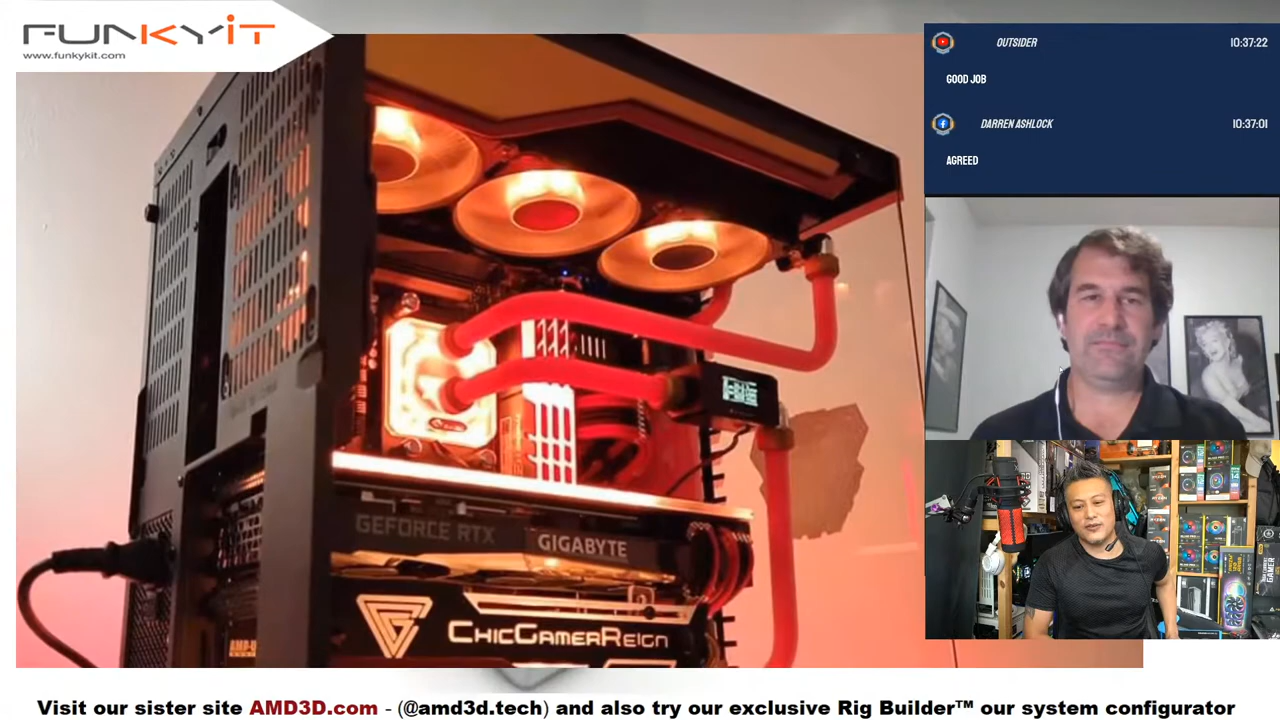 FUNKYiT
www.funkykit.com
OUTSIDER
10:37:22
GOOD JOB
DARREN ASHLOCK
10:37:01
AGREED
GEFORCE RTX
GIGABYTE
CHICGAMERREIGN
Visit our sister site AMD3D.com - (@amd3d.tech) and also try our exclusive Rig Builder™ our system configurator